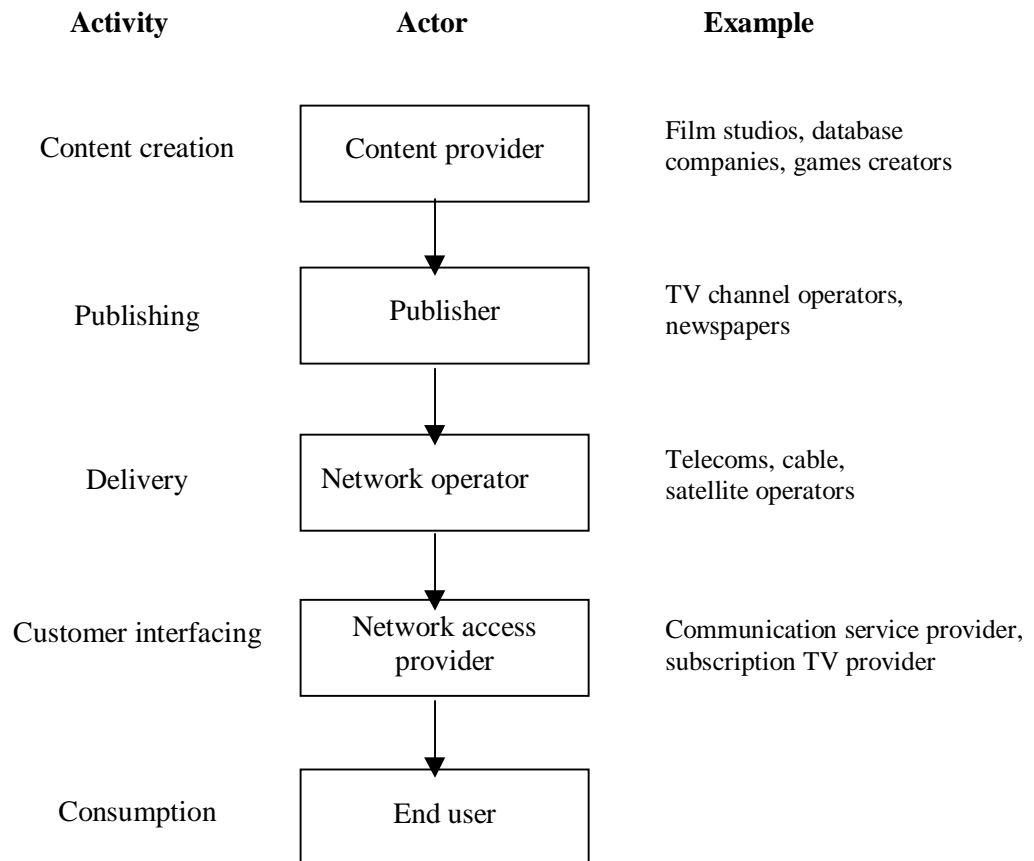 Activity Actor Example
Content creation Content provider Film studios, database
companies, games creators
Publishing Publisher TV channel operators,
newspapers
Delivery Network operator Telecoms, cable,
satellite operators
Customer interfacing Network access
provider Communication service provider,
subscription TV provider
Consumption End user